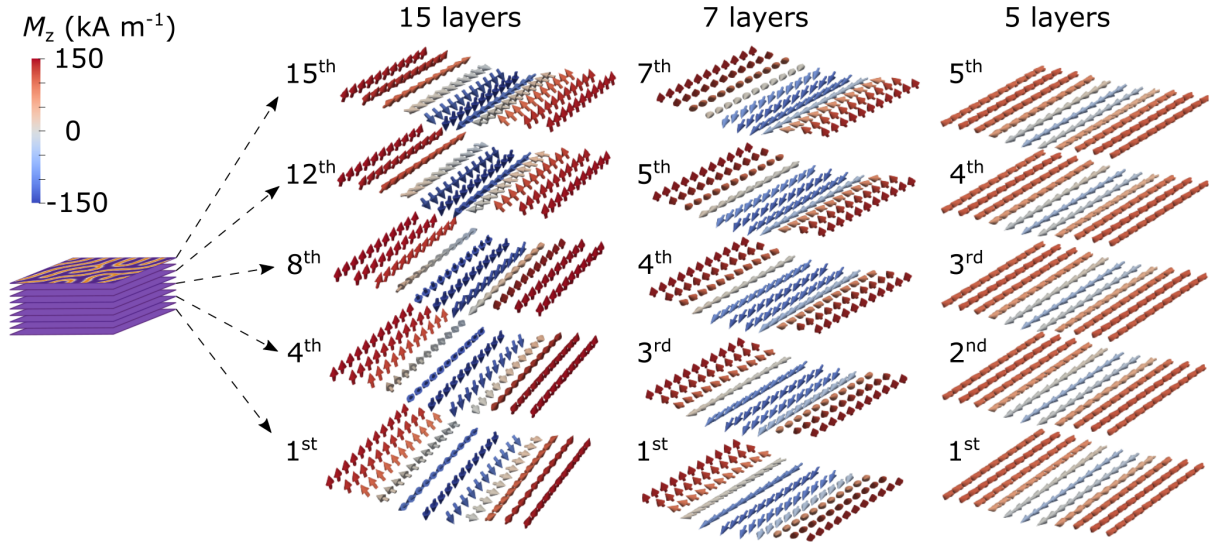 15 layers 7 layers 5 layers
M_z (kA m⁻¹)
150
0
-150
15th 7th 5th
12th 5th 4th
8th 4th 3rd
4th 3rd 2nd
1st 1st 1st